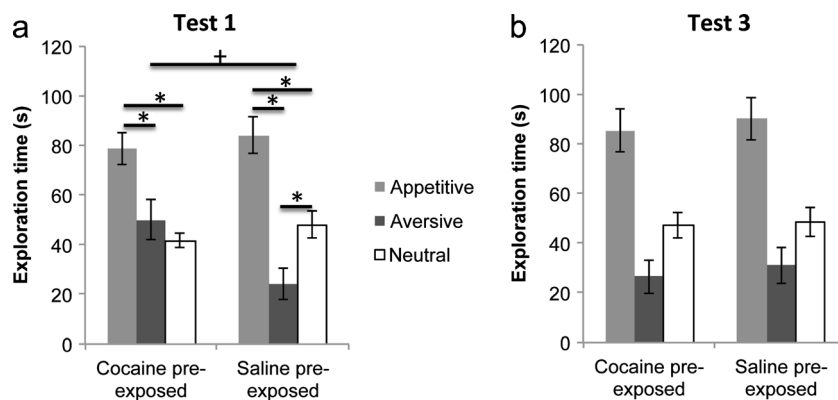 a
Test 1
Exploration time (s)
120
100
80
60
40
20
0
+
* *
* *
*
Cocaine pre-
exposed
Saline pre-
exposed
Appetitive
Aversive
Neutral
b
Test 3
Exploration time (s)
120
100
80
60
40
20
0
Cocaine pre-
exposed
Saline pre-
exposed